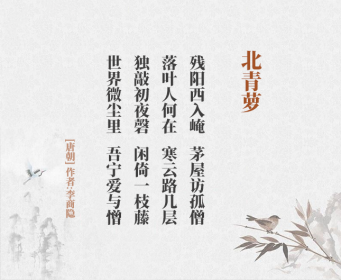 北青萝
残阳西入崦 茅屋访孤僧
落叶人何在 寒云路几层
独敲初夜磬 闲倚一枝藤
世界微尘里 吾宁爱与憎
[唐朝] 作者:李商隐